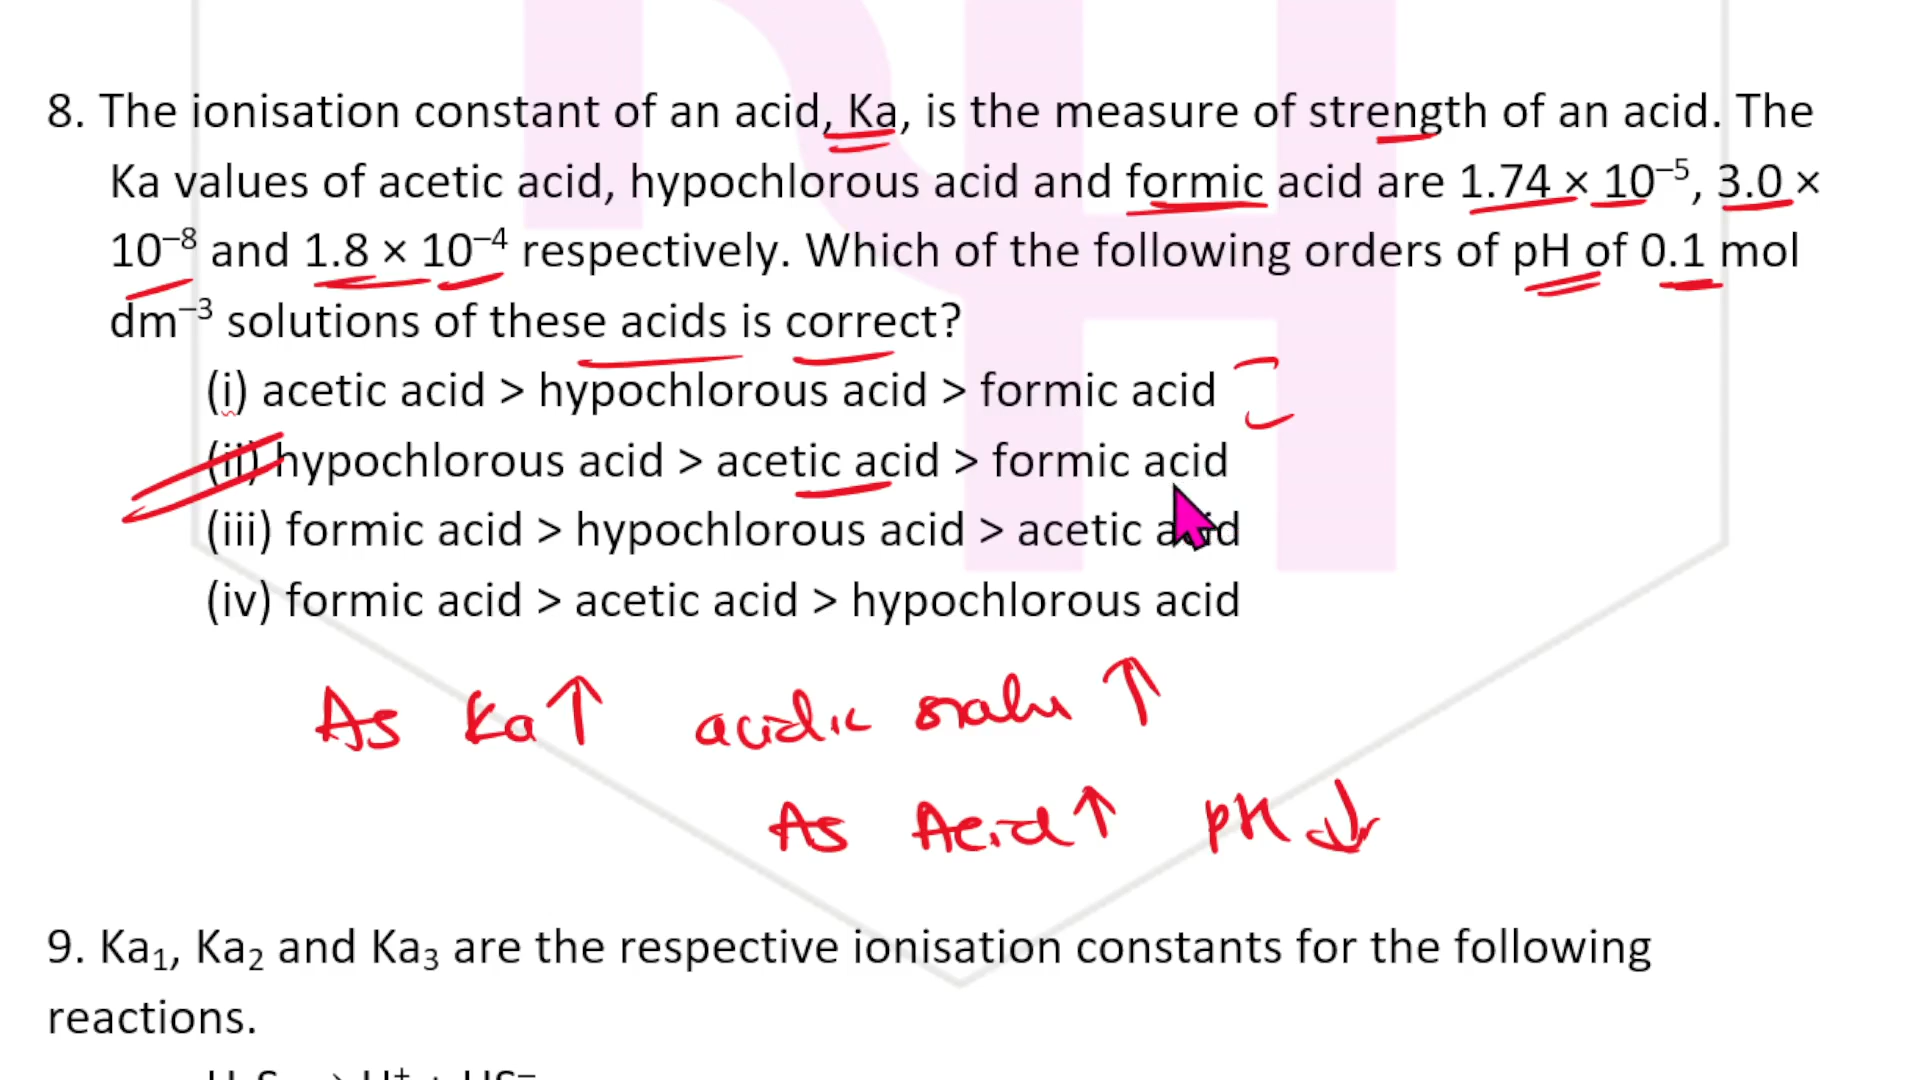 8. The ionisation constant of an acid, Ka, is the measure of strength of an acid. The
Ka values of acetic acid, hypochlorous acid and formic acid are 1.74 × 10⁻⁵, 3.0 ×
10⁻⁸ and 1.8 × 10⁻⁴ respectively. Which of the following orders of pH of 0.1 mol
dm⁻³ solutions of these acids is correct?
(i) acetic acid > hypochlorous acid > formic acid
(ii) hypochlorous acid > acetic acid > formic acid
(iii) formic acid > hypochlorous acid > acetic acid
(iv) formic acid > acetic acid > hypochlorous acid
As Ka ↑ acidic ↑
As Acid ↑ pH ↓
9. Ka₁, Ka₂ and Ka₃ are the respective ionisation constants for the following
reactions.